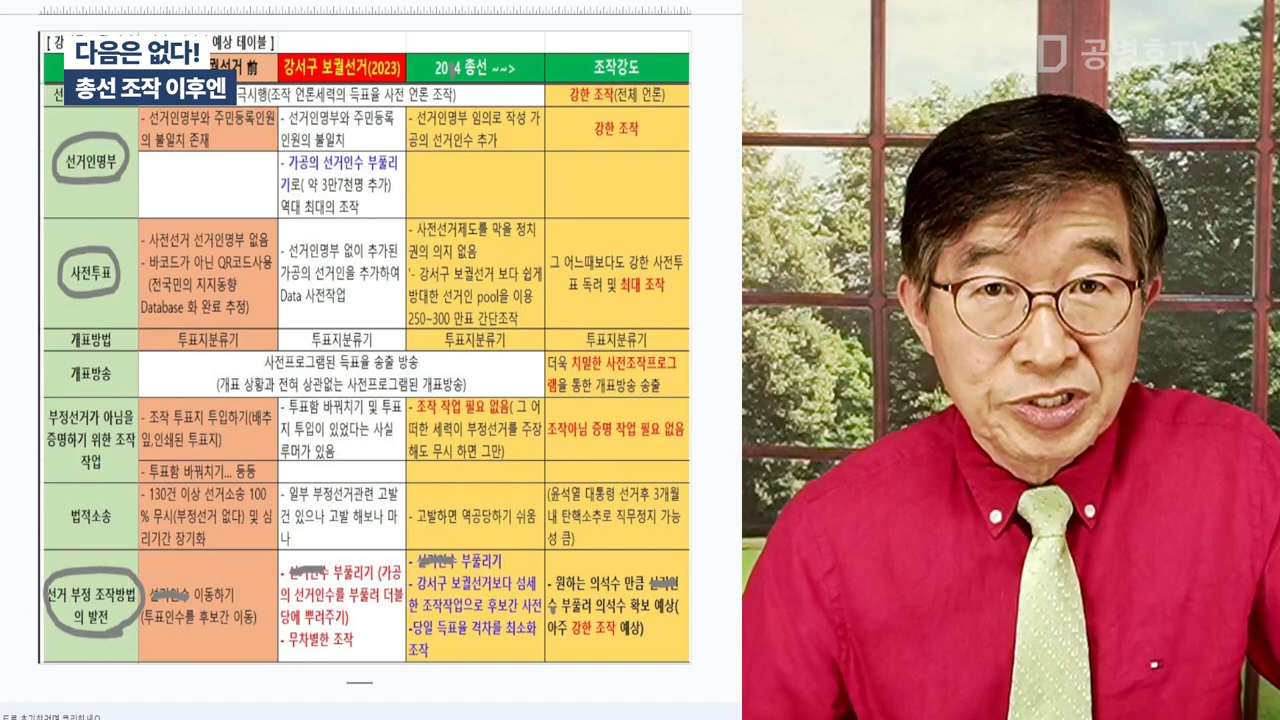 [ 강 예상 테이블 ]
다음은 없다!
총선 조작 이후엔
궐선거 前
강서구 보궐선거(2023)
2024 총선 ~~>
조작강도
선
극시행(조작 언론세력의 득표율 사전 언론 조작)
강한 조작(전체 언론)
선거인명부
- 선거인명부와 주민등록인원
의 불일치 존재
- 선거인명부와 주민등록
인원의 불일치
- 선거인명부 임의로 작성 가
공의 선거인수 추가
강한 조작
- 가공의 선거인수 부풀리
기로( 약 3만7천명 추가)
역대 최대의 조작
사전투표
- 사전선거 선거인명부 없음
- 바코드가 아닌 QR코드사용
(전국민의 지지동향
Database 화 완료 추정)
- 선거인명부 없이 추가된
가공의 선거인을 추가하여
Data 사전작업
- 사전선거제도를 막을 정치
권의 의지 없음
'- 강서구 보궐선거 보다 쉽게
방대한 선거인 pool을 이용
250~300 만표 간단조작
그 어느때보다도 강한 사전투
표 독려 및 최대 조작
개표방법
투표지분류기
투표지분류기
투표지분류기
투표지분류기
개표방송
사전프로그램된 득표율 송출 방송
(개표 상황과 전혀 상관없는 사전프로그램된 개표방송)
더욱 치밀한 사전조작프로그
램을 통한 개표방송 송출
부정선거가 아님을
증명하기 위한 조작
작업
- 조작 투표지 투입하기(배추
잎,인쇄된 투표지)
- 투표함 바꿔치기... 등등
- 투표함 바꿔치기 및 투표
지 투입이 있었다는 사실
루머가 있음
- 조작 작업 필요 없음( 그 어
떠한 세력이 부정선거를 주장
해도 무시 하면 그만)
조작아님 증명 작업 필요 없음
법적소송
- 130건 이상 선거소송 100
% 무시(부정선거 없다) 및 심
리기간 장기화
- 일부 부정선거관련 고발
건 있으나 고발 해보나 마
나
- 고발하면 역공당하기 쉬움
(윤석열 대통령 선거후 3개월
내 탄핵소추로 직무정지 가능
성 큼)
선거 부정 조작방법
의 발전
이동하기
(투표인수를 후보간 이동)
- 부풀리기 (가공
의 선거인수를 부풀려 더블
당에 뿌려주기)
- 무차별한 조작
- 부풀리기
- 강서구 보궐선거보다 섬세
한 조작작업으로 후보간 사전
-당일 득표율 격차를 최소화
조작
- 원하는 의석수 만큼
부풀려 의석수 확보 예상(
아주 강한 조작 예상)
공병호TV